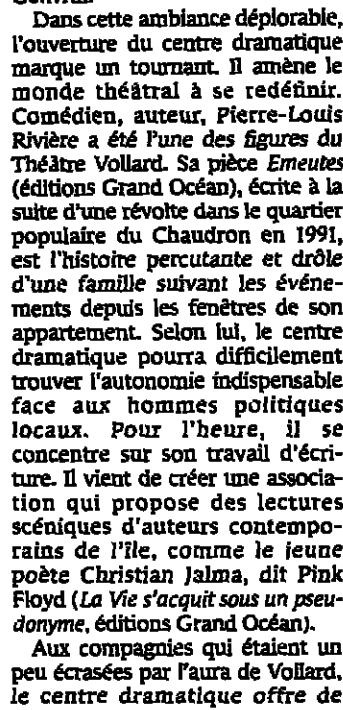 Dans cette ambiance déplorable,
l'ouverture du centre dramatique
marque un tournant. Il amène le
monde théâtral à se redéfinir.
Comédien, auteur, Pierre-Louis
Rivière a été l'une des figures du
Théâtre Vollard. Sa pièce Emeutes
(éditions Grand Océan), écrite à la
suite d'une révolte dans le quartier
populaire du Chaudron en 1991,
est l'histoire percutante et drôle
d'une famille suivant les événe-
ments depuis les fenêtres de son
appartement. Selon lui, le centre
dramatique pourra difficilement
trouver l'autonomie indispensable
face aux hommes politiques
locaux. Pour l'heure, il se
concentre sur son travail d'écri-
ture. Il vient de créer une associa-
tion qui propose des lectures
scéniques d'auteurs contempo-
rains de l'île, comme le jeune
poète Christian Jalma, dit Pink
Floyd (La Vie s'acquit sous un pseu-
donyme, éditions Grand Océan).
Aux compagnies qui étaient un
peu écrasées par l'aura de Vollard,
le centre dramatique offre de